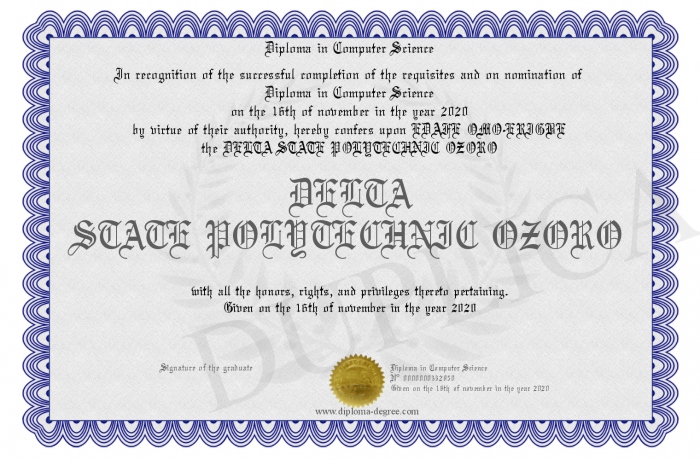 Diploma in Computer Science
In recognition of the successful completion of the requisites and on nomination of
Diploma in Computer Science
on the 16th of november in the year 2020
by virtue of their authority, hereby confers upon EDAFE OMO-ERIGBE
the DELTA STATE POLYTECHNIC OZORO
DELTA
STATE POLYTECHNIC OZORO
DUPLICA
with all the honors, rights, and privileges thereto pertaining.
Given on the 16th of november in the year 2020
Signature of the graduate
Diploma in Computer Science
Nº
Given on the 18th of november in the year 2020
www.diploma-degree.com